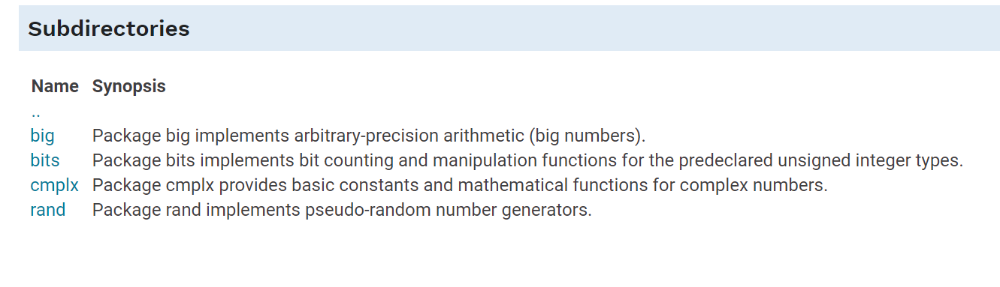 Subdirectories
Name Synopsis
..
big Package big implements arbitrary-precision arithmetic (big numbers).
bits Package bits implements bit counting and manipulation functions for the predeclared unsigned integer types.
cmplx Package cmplx provides basic constants and mathematical functions for complex numbers.
rand Package rand implements pseudo-random number generators.